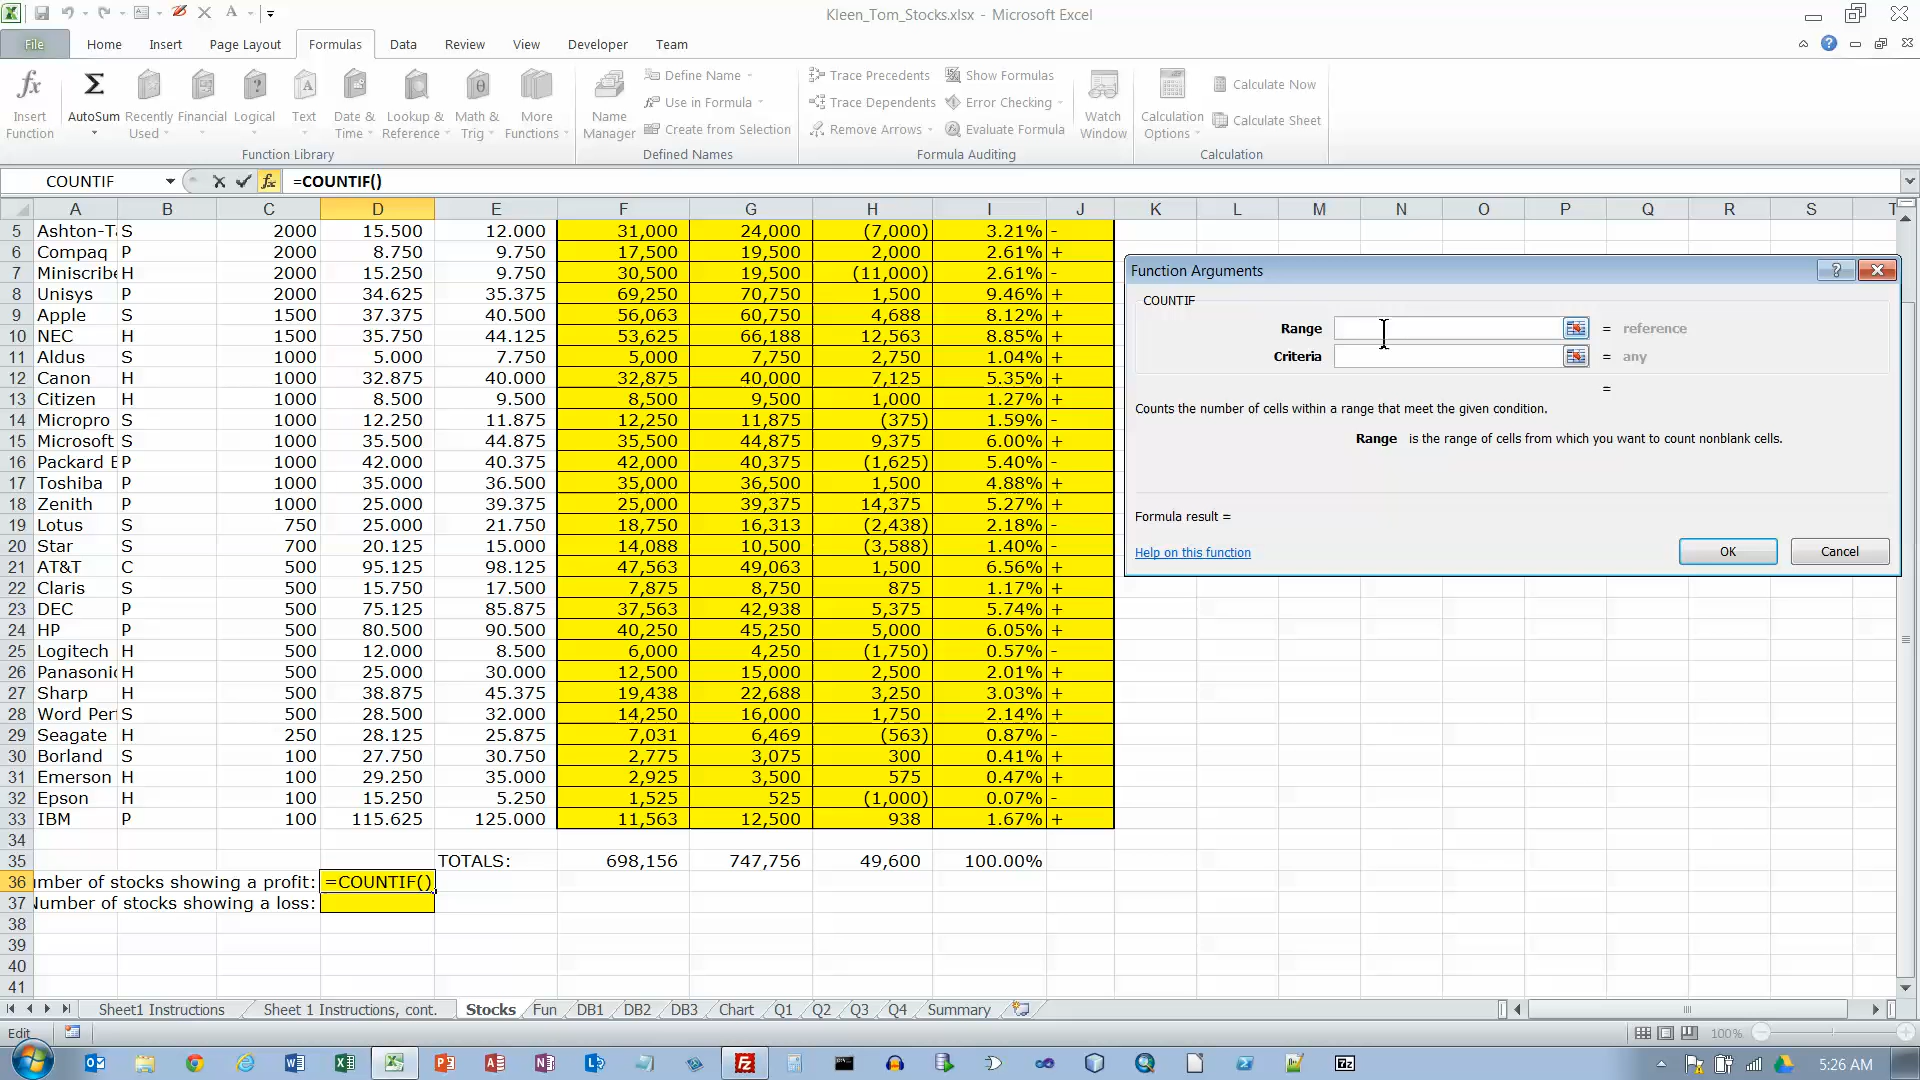 Kleen_Tom_Stocks.xlsx - Microsoft Excel
File Home Insert Page Layout Formulas Data Review View Developer Team
Insert Function
AutoSum
Recently Used
Financial
Logical
Text
Date & Time
Lookup & Reference
Math & Trig
More Functions
Function Library
Name Manager
Define Name
Use in Formula
Create from Selection
Defined Names
Trace Precedents
Trace Dependents
Remove Arrows
Show Formulas
Error Checking
Evaluate Formula
Formula Auditing
Watch Window
Calculation Options
Calculate Now
Calculate Sheet
Calculation
COUNTIF =COUNTIF()
A B C D E F G H I J K L M N O P Q R S T
5 Ashton-Ta S 2000 15.500 12.000 31,000 24,000 (7,000) 3.21% -
6 Compaq P 2000 8.750 9.750 17,500 19,500 2,000 2.61% +
7 Miniscribe H 2000 15.250 9.750 30,500 19,500 (11,000) 2.61% -
8 Unisys P 2000 34.625 35.375 69,250 70,750 1,500 9.46% +
9 Apple S 1500 37.375 40.500 56,063 60,750 4,688 8.12% +
10 NEC H 1500 35.750 44.125 53,625 66,188 12,563 8.85% +
11 Aldus S 1000 5.000 7.750 5,000 7,750 2,750 1.04% +
12 Canon H 1000 32.875 40.000 32,875 40,000 7,125 5.35% +
13 Citizen H 1000 8.500 9.500 8,500 9,500 1,000 1.27% +
14 Micropro S 1000 12.250 11.875 12,250 11,875 (375) 1.59% -
15 Microsoft S 1000 35.500 44.875 35,500 44,875 9,375 6.00% +
16 Packard B P 1000 42.000 40.375 42,000 40,375 (1,625) 5.40% -
17 Toshiba P 1000 35.000 36.500 35,000 36,500 1,500 4.88% +
18 Zenith P 1000 25.000 39.375 25,000 39,375 14,375 5.27% +
19 Lotus S 750 25.000 21.750 18,750 16,313 (2,438) 2.18% -
20 Star S 700 20.125 15.000 14,088 10,500 (3,588) 1.40% -
21 AT&T C 500 95.125 98.125 47,563 49,063 1,500 6.56% +
22 Claris S 500 15.750 17.500 7,875 8,750 875 1.17% +
23 DEC P 500 75.125 85.875 37,563 42,938 5,375 5.74% +
24 HP P 500 80.500 90.500 40,250 45,250 5,000 6.05% +
25 Logitech H 500 12.000 8.500 6,000 4,250 (1,750) 0.57% -
26 Panasonic H 500 25.000 30.000 12,500 15,000 2,500 2.01% +
27 Sharp H 500 38.875 45.375 19,438 22,688 3,250 3.03% +
28 Word Perf S 500 28.500 32.000 14,250 16,000 1,750 2.14% +
29 Seagate H 250 28.125 25.875 7,031 6,469 (563) 0.87% -
30 Borland S 100 27.750 30.750 2,775 3,075 300 0.41% +
31 Emerson H 100 29.250 35.000 2,925 3,500 575 0.47% +
32 Epson H 100 15.250 5.250 1,525 525 (1,000) 0.07% -
33 IBM P 100 115.625 125.000 11,563 12,500 938 1.67% +
34
35 TOTALS: 698,156 747,756 49,600 100.00%
36 umber of stocks showing a profit: =COUNTIF()
37 Number of stocks showing a loss:
38
39
40
41
Function Arguments
COUNTIF
Range = reference
Criteria = any
=
Counts the number of cells within a range that meet the given condition.
Range is the range of cells from which you want to count nonblank cells.
Formula result =
Help on this function OK Cancel
Sheet1 Instructions Sheet 1 Instructions, cont. Stocks Fun DB1 DB2 DB3 Chart Q1 Q2 Q3 Q4 Summary
Edit 100%
5:26 AM